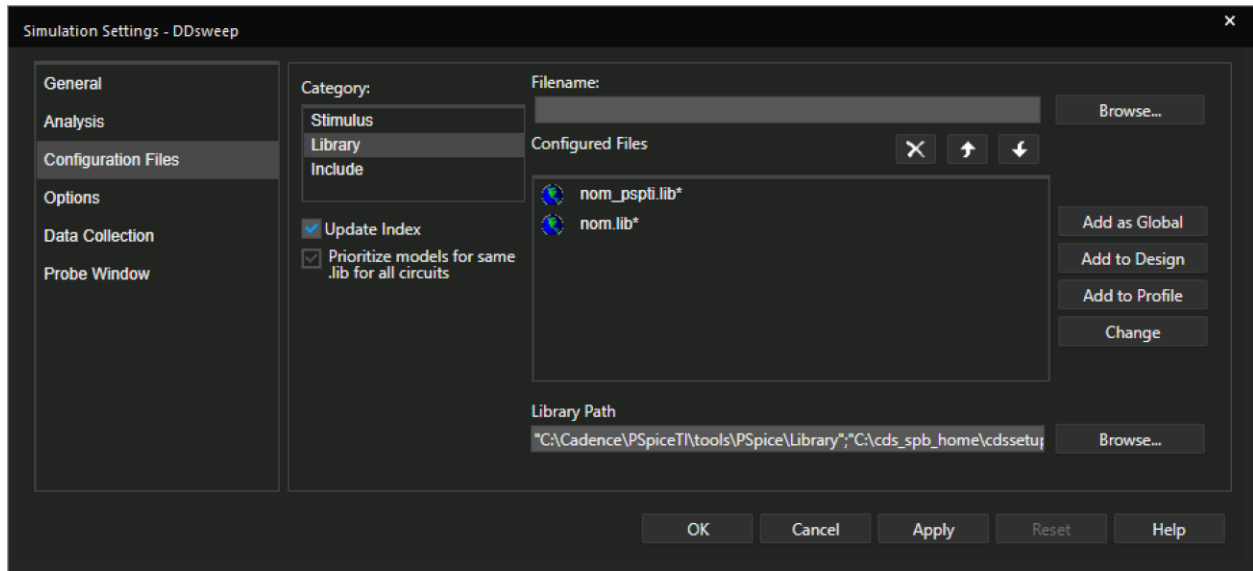 Simulation Settings - DDsweep
General
Analysis
Configuration Files
Options
Data Collection
Probe Window
Category:
Stimulus
Library
Include
Update Index
Prioritize models for same
.lib for all circuits
Filename:
Browse...
Configured Files
nom_pspti.lib*
nom.lib*
Add as Global
Add to Design
Add to Profile
Change
Library Path
"C:\Cadence\PSpiceTI\tools\PSpice\Library";"C:\cds_spb_home\cdssetup
Browse...
OK
Cancel
Apply
Reset
Help